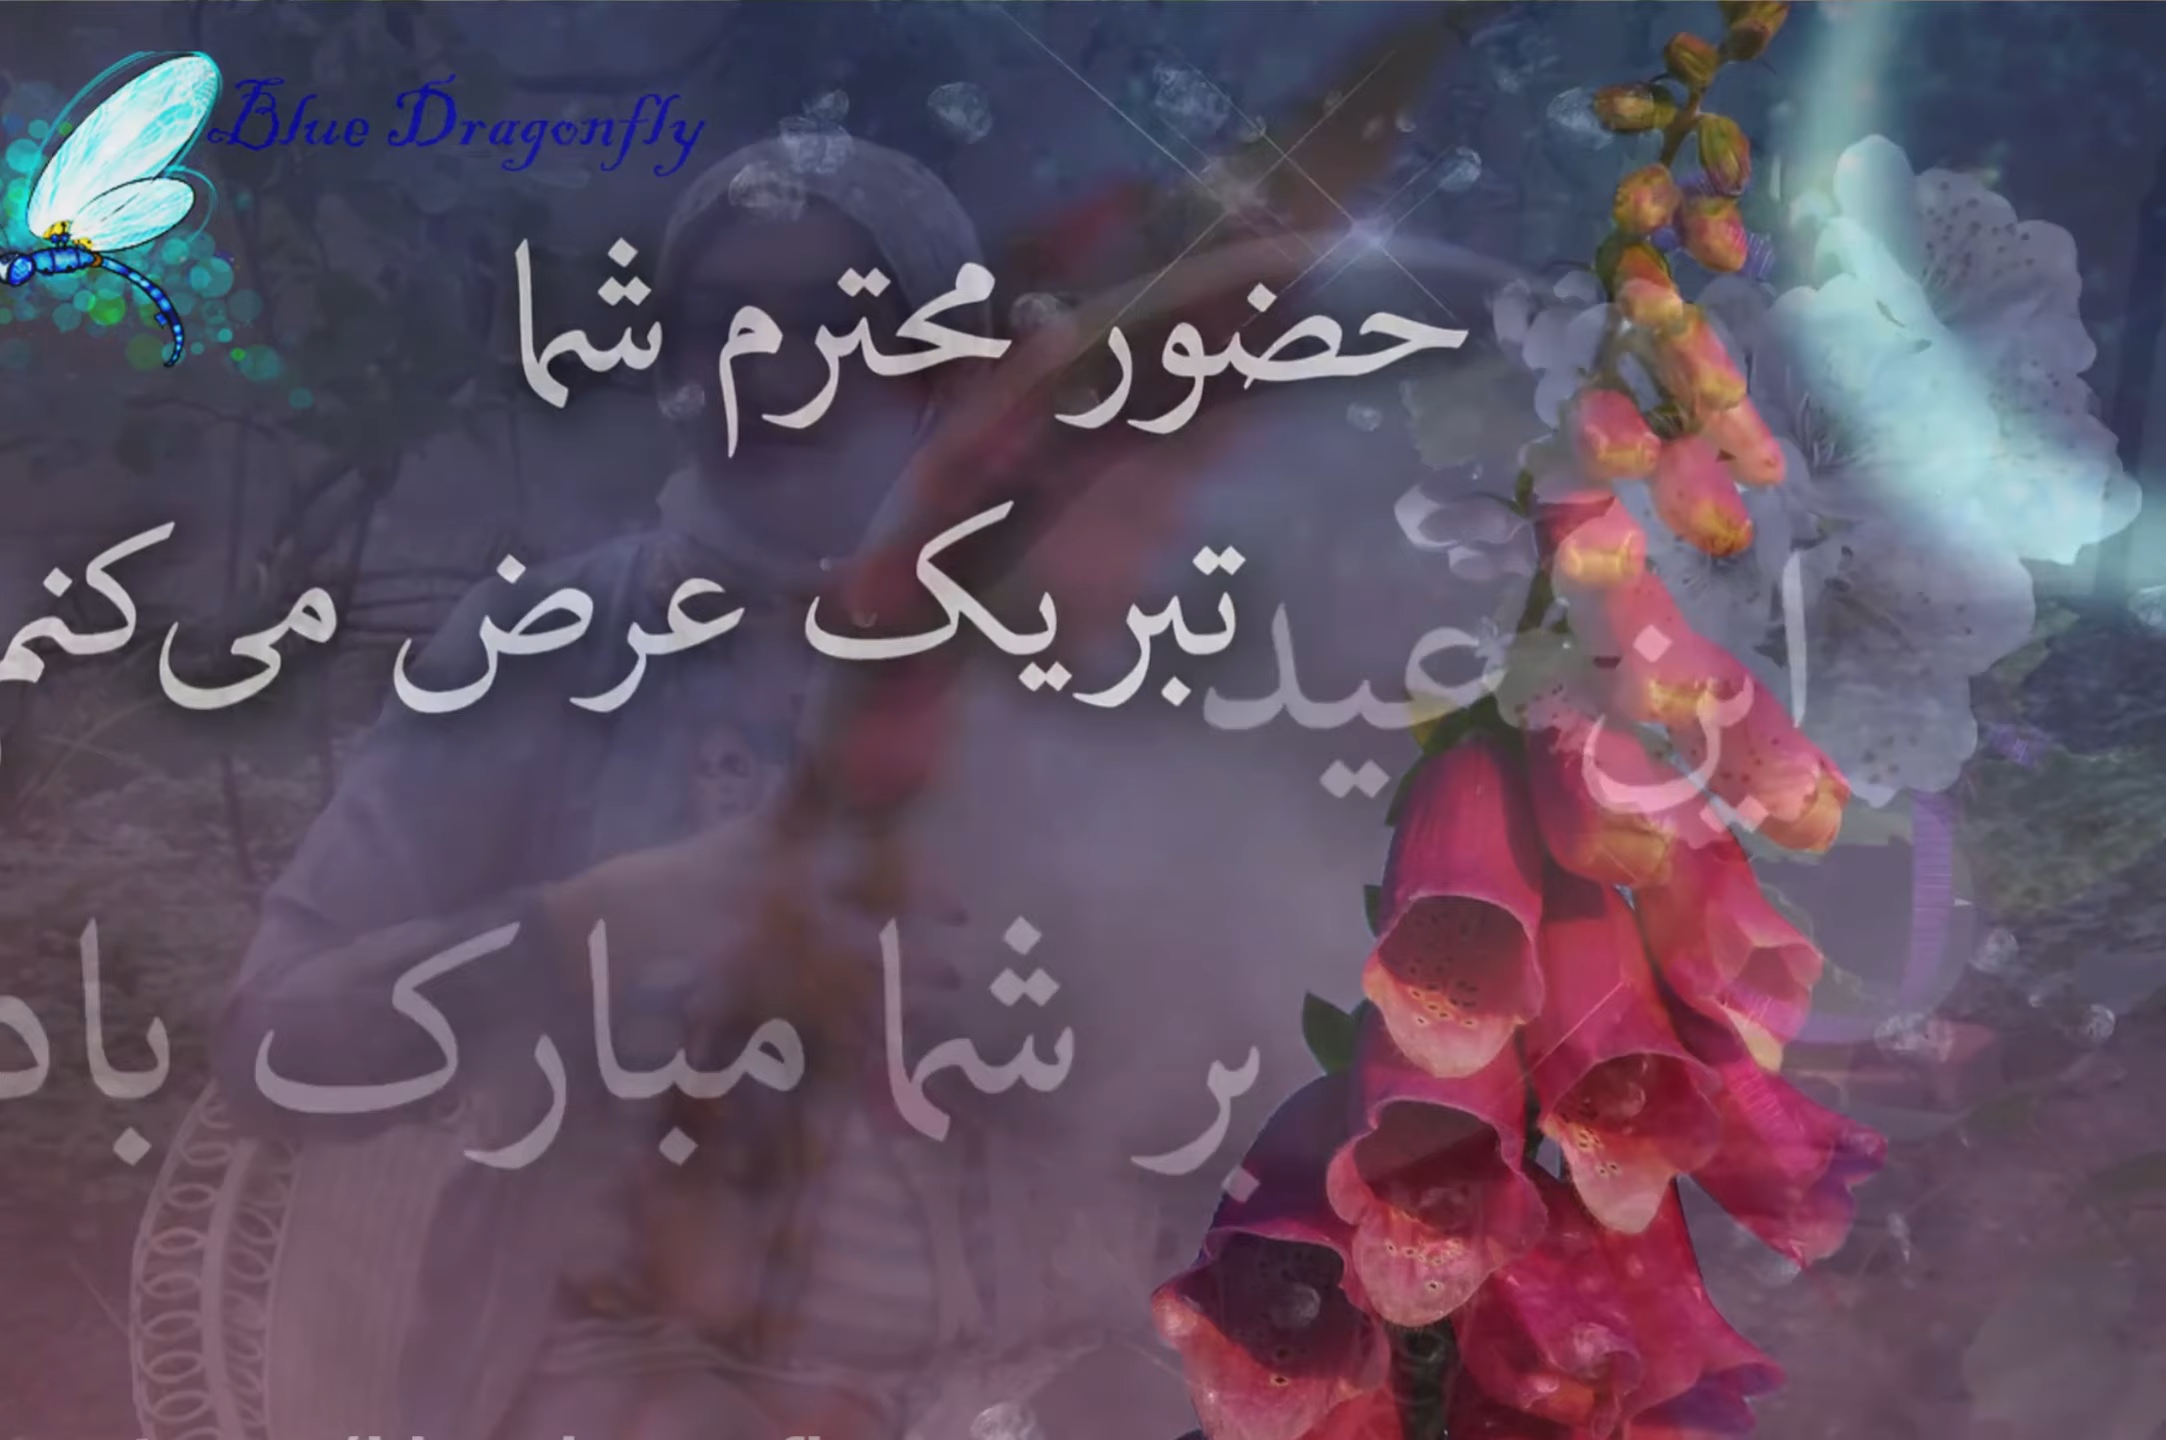 Blue Dragonfly
حضور محترم شما
تبریک عرض می‌کنم
این عید
بر شما مبارک باد